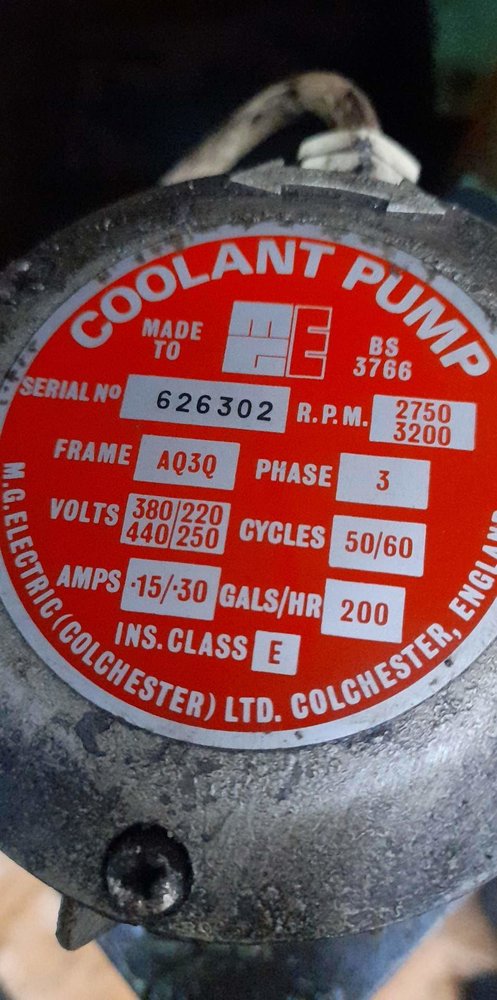 COOLANT PUMP
MADE TO
BS 3766
SERIAL Nº 626302
R.P.M. 2750 3200
FRAME AQ3Q
PHASE 3
VOLTS 380/220 440/250
CYCLES 50/60
AMPS ·15/·30
GALS/HR 200
INS. CLASS E
M.G. ELECTRIC (COLCHESTER) LTD. COLCHESTER, ENGLAN